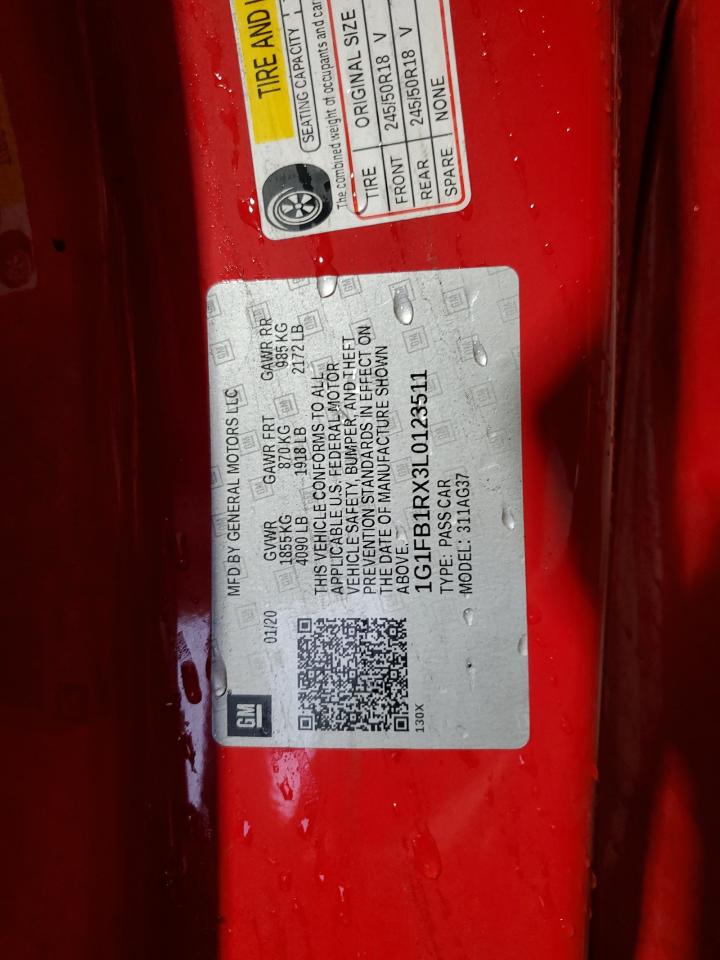 GM
MFD BY GENERAL MOTORS LLC
01/20
GVWR GAWR FRT GAWR RR
1855 KG 870 KG 985 KG
4090 LB 1918 LB 2172 LB
THIS VEHICLE CONFORMS TO ALL
APPLICABLE U.S. FEDERAL MOTOR
VEHICLE SAFETY, BUMPER, AND THEFT
PREVENTION STANDARDS IN EFFECT ON
THE DATE OF MANUFACTURE SHOWN
ABOVE.
1G1FB1RX3L0123511
130X
TYPE: PASS CAR
MODEL: 311AG37
TIRE AND
SEATING CAPACITY
The combined weight of occupants and
TIRE ORIGINAL SIZE
FRONT 245/50R18 V
REAR 245/50R18 V
SPARE NONE